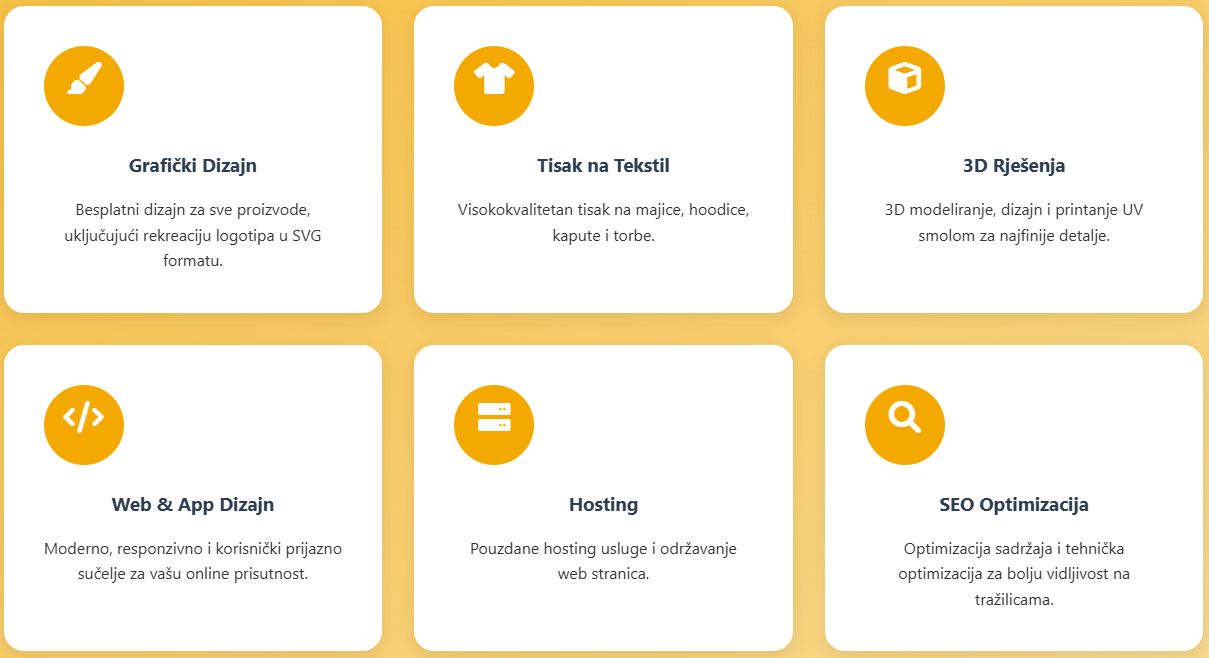 Grafički Dizajn
Besplatni dizajn za sve proizvode,
uključujući rekreaciju logotipa u SVG
formatu.
Tisak na Tekstil
Visokokvalitetan tisak na majice, hoodice,
kapute i torbe.
3D Rješenja
3D modeliranje, dizajn i printanje UV
smolom za najfinije detalje.
Web & App Dizajn
Moderno, responzivno i korisnički prijazno
sučelje za vašu online prisutnost.
Hosting
Pouzdane hosting usluge i održavanje
web stranica.
SEO Optimizacija
Optimizacija sadržaja i tehnička
optimizacija za bolju vidljivost na
tražilicama.